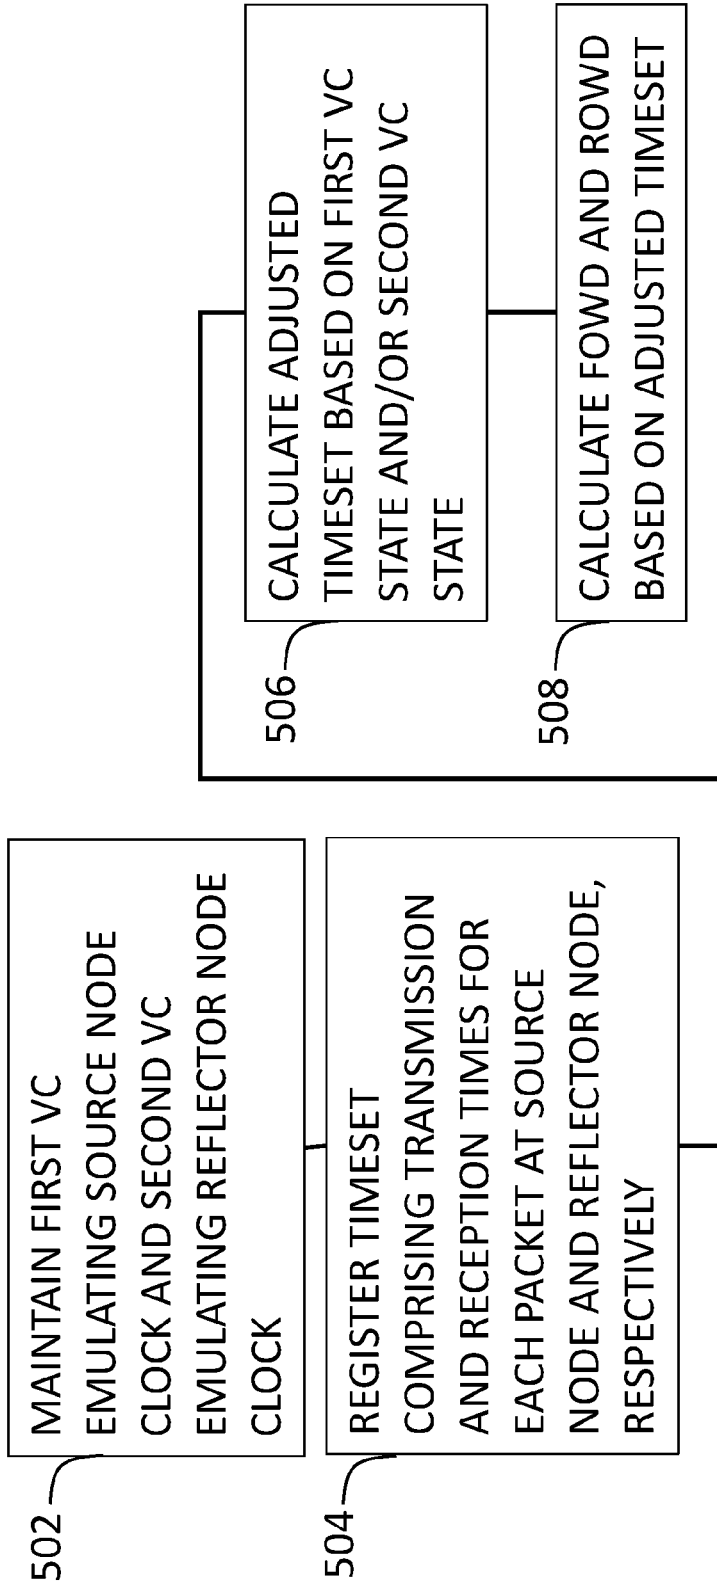 502
MAINTAIN FIRST VC
EMULATING SOURCE NODE
CLOCK AND SECOND VC
EMULATING REFLECTOR NODE
CLOCK
504
REGISTER TIMESET
COMPRISING TRANSMISSION
AND RECEPTION TIMES FOR
EACH PACKET AT SOURCE
NODE AND REFLECTOR NODE,
RESPECTIVELY
506
CALCULATE ADJUSTED
TIMESET BASED ON FIRST VC
STATE AND/OR SECOND VC
STATE
508
CALCULATE FOWD AND ROWD
BASED ON ADJUSTED TIMESET